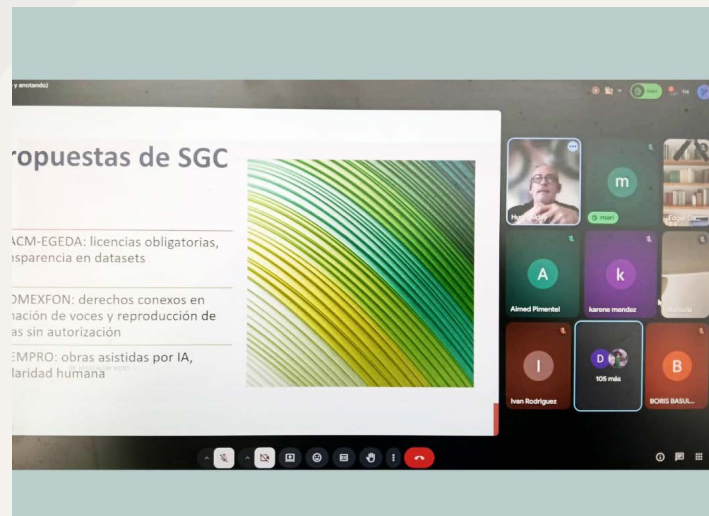 y anotando)
114
ropuestas de SGC
ACM-EGEDA: licencias obligatorias,
nsparencia en datasets
OMEXFON: derechos conexos en
nación de voces y reproducción de
as sin autorización
EMPRO: obras asistidas por IA,
laridad humana
m
mari
A
Almed Pimentel
k
karene mendez
I
Ivan Rodriguez
D
105 más
B
BORIS BASUL...